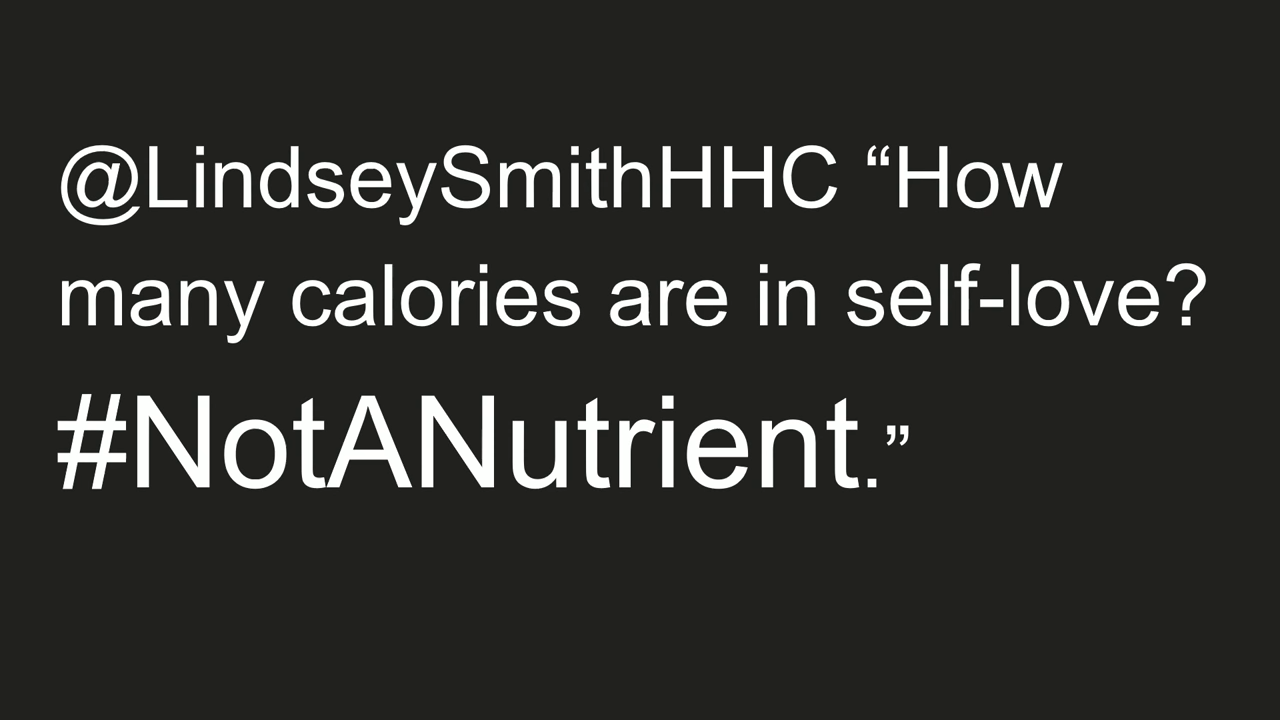 @LindseySmithHHC “How
many calories are in self-love?
#NotANutrient.”